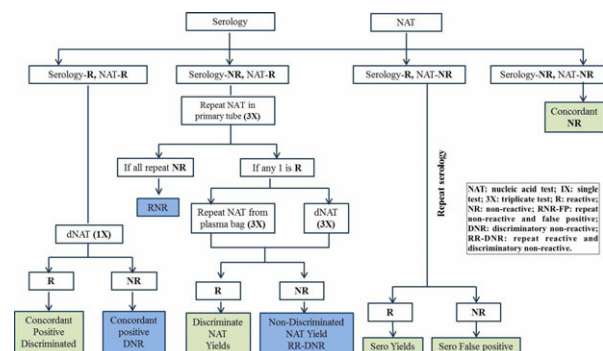 Serology
NAT
Serology-R, NAT-R
Serology-NR, NAT-R
Serology-R, NAT-NR
Serology-NR, NAT-NR
Repeat NAT in
primary tube (3X)
Concordant
NR
If all repeat NR
If any 1 is R
RNR
Repeat NAT from
plasma bag (3X)
dNAT
(3X)
Repeat serology
NAT: nucleic acid test; IX: single
test; 3X: triplicate test; R: reactive;
NR: non-reactive; RNR-FP: repeat
non-reactive and false positive;
DNR: discriminatory non-reactive;
RR-DNR: repeat reactive and
discriminatory non-reactive.
dNAT (1X)
R
NR
R
NR
R
NR
Concordant
Positive
Discriminated
Concordant
positive
DNR
Discriminate
NAT
Yields
Non-Discriminated
NAT Yield
RR-DNR
Sero Yields
Sero False positive